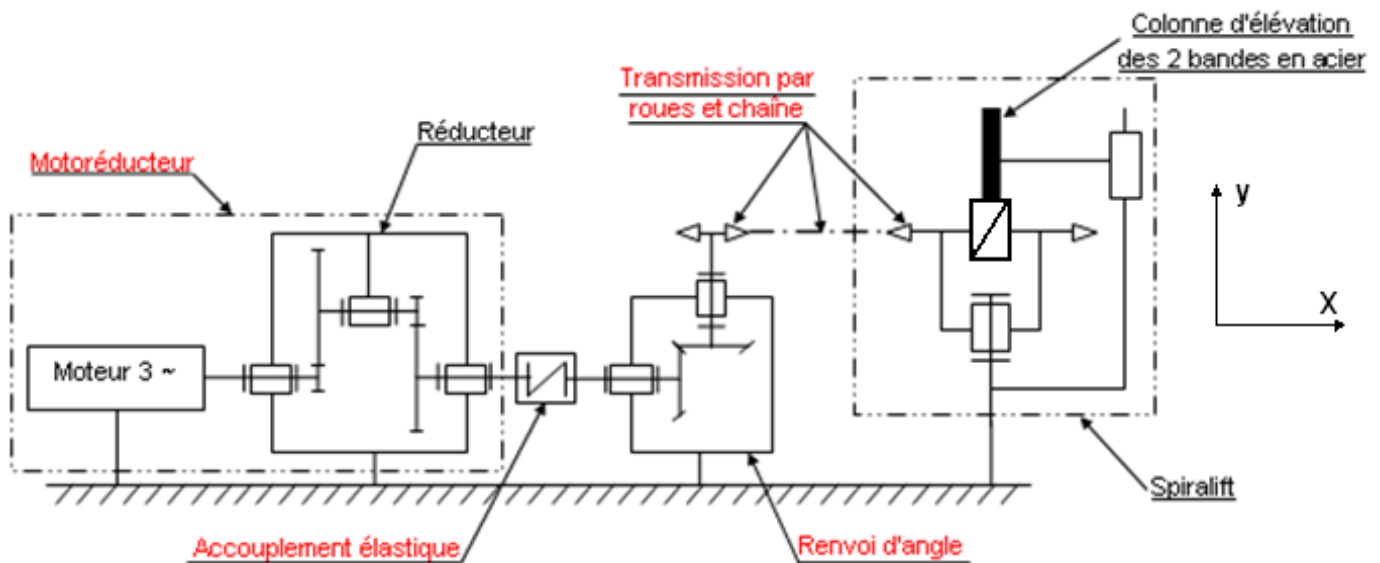 Colonne d'élévation
des 2 bandes en acier
Transmission par
roues et chaîne
Réducteur
Motoréducteur
y
X
Moteur 3 ~
Spiralift
Accouplement élastique
Renvoi d'angle